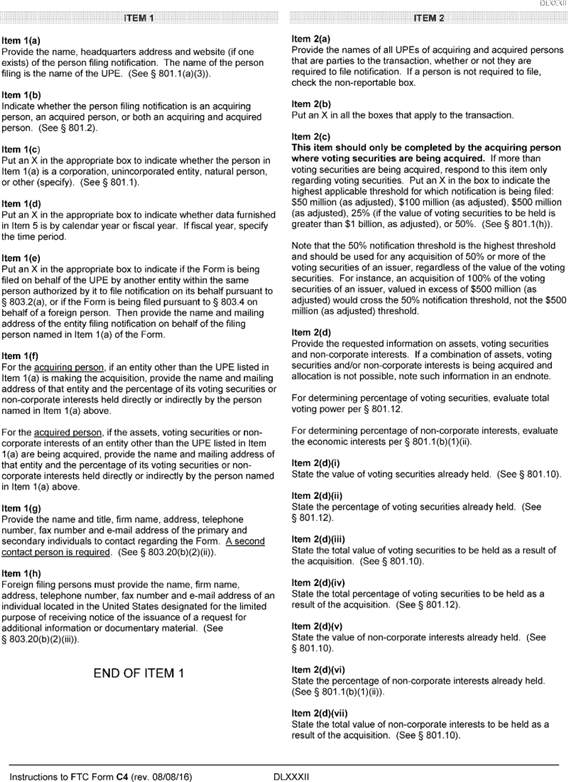 DLXXXII
ITEM 1
Item 1(a)
Provide the name, headquarters address and website (if one
exists) of the person filing notification. The name of the person
filing is the name of the UPE. (See § 801.1(a)(3)).
Item 1(b)
Indicate whether the person filing notification is an acquiring
person, an acquired person, or both an acquiring and acquired
person. (See § 801.2).
Item 1(c)
Put an X in the appropriate box to indicate whether the person in
Item 1(a) is a corporation, unincorporated entity, natural person,
or other (specify). (See § 801.1).
Item 1(d)
Put an X in the appropriate box to indicate whether data furnished
in Item 5 is by calendar year or fiscal year. If fiscal year, specify
the time period.
Item 1(e)
Put an X in the appropriate box to indicate if the Form is being
filed on behalf of the UPE by another entity within the same
person authorized by it to file notification on its behalf pursuant to
§ 803.2(a), or if the Form is being filed pursuant to § 803.4 on
behalf of a foreign person. Then provide the name and mailing
address of the entity filing notification on behalf of the filing
person named in Item 1(a) of the Form.
Item 1(f)
For the acquiring person, if an entity other than the UPE listed in
Item 1(a) is making the acquisition, provide the name and mailing
address of that entity and the percentage of its voting securities or
non-corporate interests held directly or indirectly by the person
named in Item 1(a) above.
For the acquired person, if the assets, voting securities or non-
corporate interests of an entity other than the UPE listed in Item
1(a) are being acquired, provide the name and mailing address of
that entity and the percentage of its voting securities or non-
corporate interests held directly or indirectly by the person named
in Item 1(a) above.
Item 1(g)
Provide the name and title, firm name, address, telephone
number, fax number and e-mail address of the primary and
secondary individuals to contact regarding the Form. A second
contact person is required. (See § 803.20(b)(2)(ii)).
Item 1(h)
Foreign filing persons must provide the name, firm name,
address, telephone number, fax number and e-mail address of an
individual located in the United States designated for the limited
purpose of receiving notice of the issuance of a request for
additional information or documentary material. (See
§ 803.20(b)(2)(iii)).
END OF ITEM 1
ITEM 2
Item 2(a)
Provide the names of all UPEs of acquiring and acquired persons
that are parties to the transaction, whether or not they are
required to file notification. If a person is not required to file,
check the non-reportable box.
Item 2(b)
Put an X in all the boxes that apply to the transaction.
Item 2(c)
This item should only be completed by the acquiring person
where voting securities are being acquired. If more than
voting securities are being acquired, respond to this item only
regarding voting securities. Put an X in the box to indicate the
highest applicable threshold for which notification is being filed:
$50 million (as adjusted), $100 million (as adjusted), $500 million
(as adjusted), 25% (if the value of voting securities to be held is
greater than $1 billion, as adjusted), or 50%. (See § 801.1(h)).
Note that the 50% notification threshold is the highest threshold
and should be used for any acquisition of 50% or more of the
voting securities of an issuer, regardless of the value of the voting
securities. For instance, an acquisition of 100% of the voting
securities of an issuer, valued in excess of $500 million (as
adjusted) would cross the 50% notification threshold, not the $500
million (as adjusted) threshold.
Item 2(d)
Provide the requested information on assets, voting securities
and non-corporate interests. If a combination of assets, voting
securities and/or non-corporate interests is being acquired and
allocation is not possible, note such information in an endnote.
For determining percentage of voting securities, evaluate total
voting power per § 801.12.
For determining percentage of non-corporate interests, evaluate
the economic interests per § 801.1(b)(1)(ii).
Item 2(d)(i)
State the value of voting securities already held. (See § 801.10).
Item 2(d)(ii)
State the percentage of voting securities already held. (See
§ 801.12).
Item 2(d)(iii)
State the total value of voting securities to be held as a result of
the acquisition. (See § 801.10).
Item 2(d)(iv)
State the total percentage of voting securities to be held as a
result of the acquisition. (See § 801.12).
Item 2(d)(v)
State the value of non-corporate interests already held. (See
§ 801.10).
Item 2(d)(vi)
State the percentage of non-corporate interests already held.
(See § 801.1(b)(1)(ii)).
Item 2(d)(vii)
State the total value of non-corporate interests to be held as a
result of the acquisition. (See § 801.10).
Instructions to FTC Form C4 (rev. 08/08/16)
DLXXXII